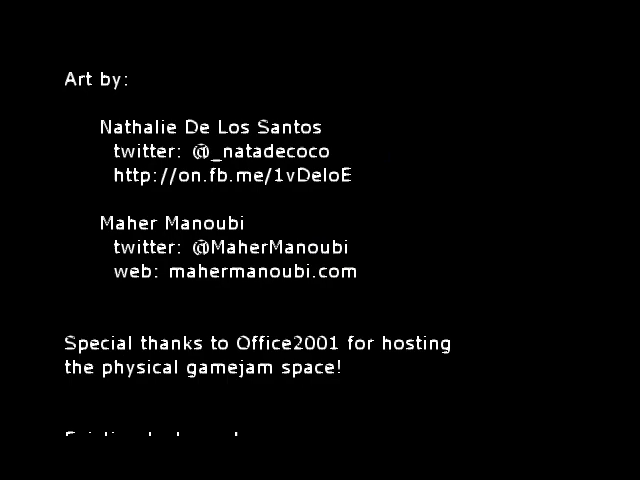 Art by:
Nathalie De Los Santos
twitter: @_natadecoco
http://on.fb.me/1vDeIoE
Maher Manoubi
twitter: @MaherManoubi
web: mahermanoubi.com
Special thanks to Office2001 for hosting
the physical gamejam space!